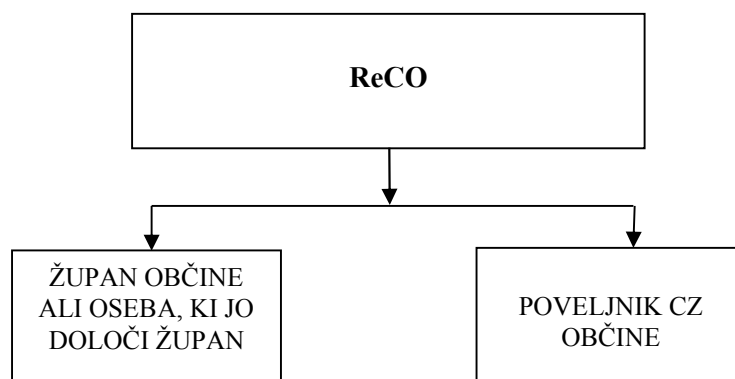 ReCO
ŽUPAN OBČINE
ALI OSEBA, KI JO
DOLOČI ŽUPAN
POVELJNIK CZ
OBČINE